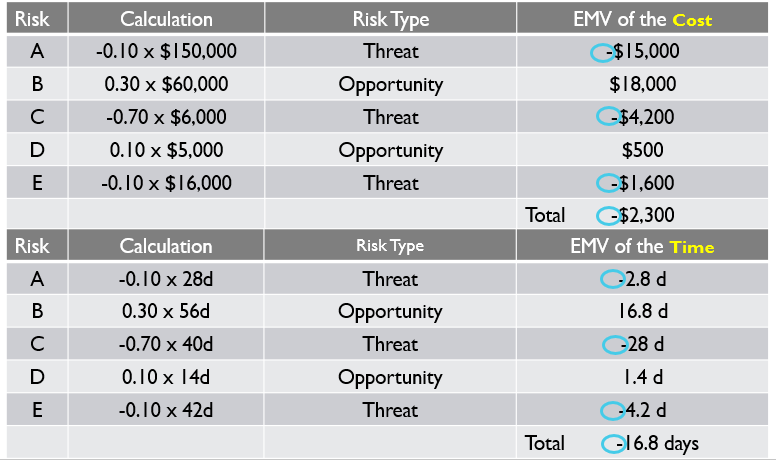 Risk Calculation Risk Type EMV of the Cost
A -0.10 x $150,000 Threat -$15,000
B 0.30 x $60,000 Opportunity $18,000
C -0.70 x $6,000 Threat -$4,200
D 0.10 x $5,000 Opportunity $500
E -0.10 x $16,000 Threat -$1,600
Total -$2,300
Risk Calculation Risk Type EMV of the Time
A -0.10 x 28d Threat -2.8 d
B 0.30 x 56d Opportunity 16.8 d
C -0.70 x 40d Threat -28 d
D 0.10 x 14d Opportunity 1.4 d
E -0.10 x 42d Threat -4.2 d
Total -16.8 days